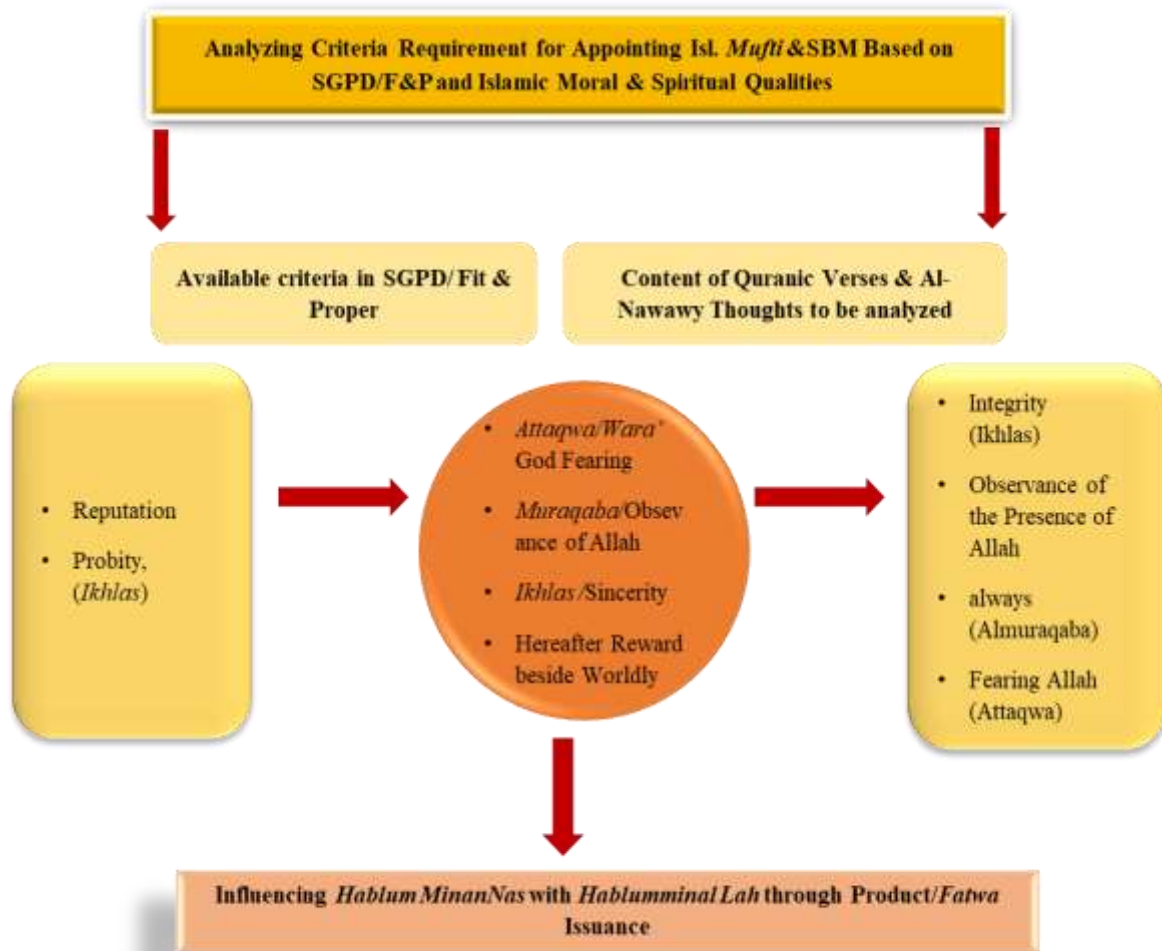 Analyzing Criteria Requirement for Appointing Isl. Mufti &SBM Based on
SGPD/F&P and Islamic Moral & Spiritual Qualities
Available criteria in SGPD/ Fit &
Proper
Content of Quranic Verses & Al-
Nawawy Thoughts to be analyzed
• Reputation
• Probity,
(Ikhlas)
• Attaqwa/Wara'
God Fearing
• Muraqaba/Obsev
ance of Allah
• Ikhlas /Sincerity
• Hereafter Reward
beside Worldly
• Integrity
(Ikhlas)
• Observance of
the Presence of
Allah
• always
(Almuraqaba)
• Fearing Allah
(Attaqwa)
Influencing Hablum MinanNas with Hablumminal Lah through Product/Fatwa
Issuance